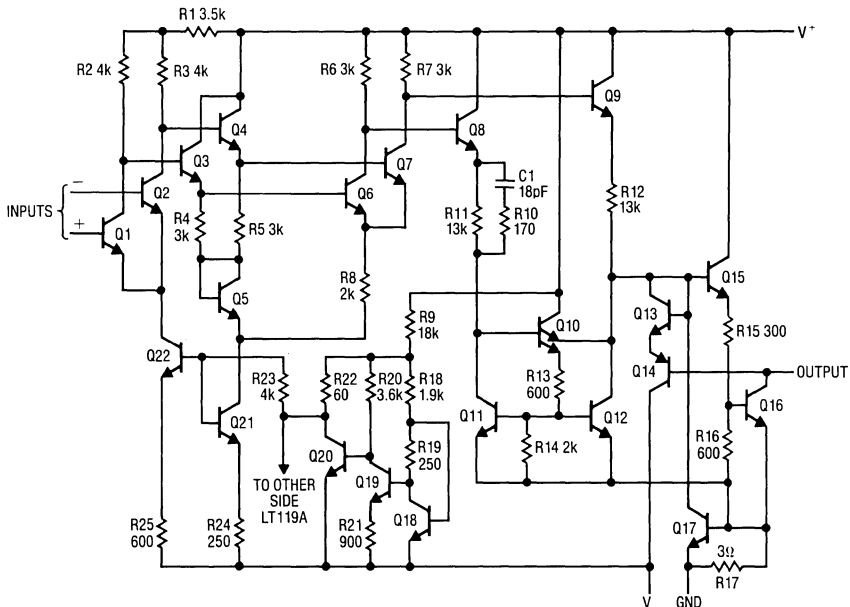 R1 3.5k
V+
R2 4k
R3 4k
R6 3k
R7 3k
Q9
Q4
Q8
Q3
Q7
C1
18pF
−
Q2
Q6
R12
13k
INPUTS
R4
3k
R5 3k
R11
13k
R10
170
+
Q1
Q15
Q5
R8
2k
R9
18k
Q10
Q13
R15 300
Q22
R23
4k
R22
60
R20
3.6k
R18
1.9k
R13
600
Q14
OUTPUT
Q16
Q21
Q11
Q12
R19
250
R14 2k
R16
600
Q20
TO OTHER
SIDE
LT119A
Q19
Q18
R25
600
R24
250
R21
900
Q17
3Ω
R17
V
GND